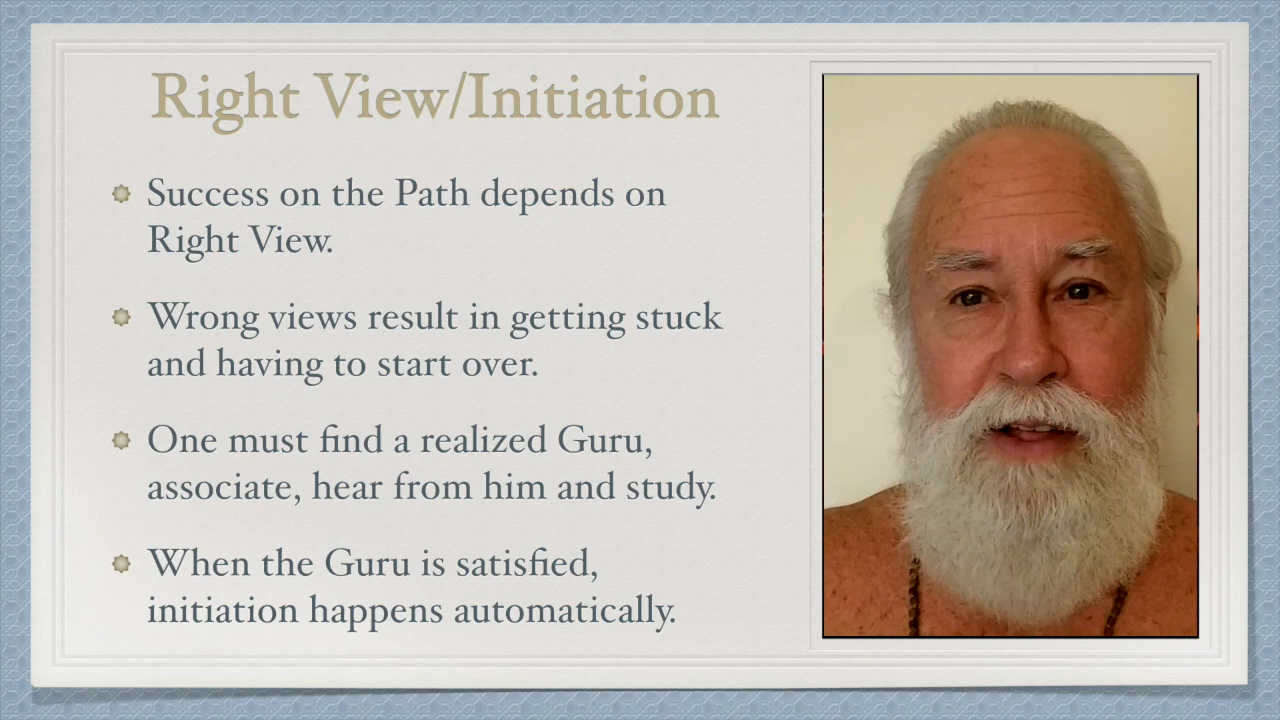 Right View/Initiation
Success on the Path depends on
Right View.
Wrong views result in getting stuck
and having to start over.
One must find a realized Guru,
associate, hear from him and study.
When the Guru is satisfied,
initiation happens automatically.